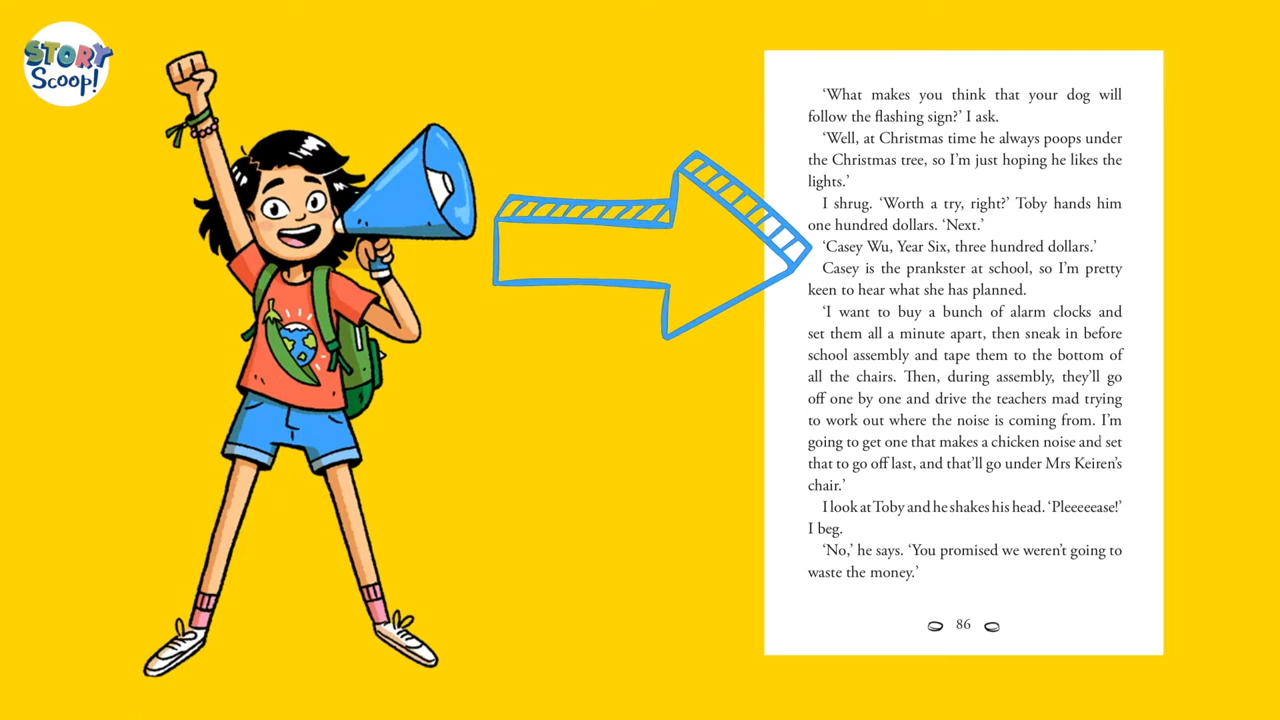 STORY
Scoop!
‘What makes you think that your dog will
follow the flashing sign?’ I ask.
‘Well, at Christmas time he always poops under
the Christmas tree, so I’m just hoping he likes the
lights.’
I shrug. ‘Worth a try, right?’ Toby hands him
one hundred dollars. ‘Next.’
‘Casey Wu, Year Six, three hundred dollars.’
Casey is the prankster at school, so I’m pretty
keen to hear what she has planned.
‘I want to buy a bunch of alarm clocks and
set them all a minute apart, then sneak in before
school assembly and tape them to the bottom of
all the chairs. Then, during assembly, they’ll go
off one by one and drive the teachers mad trying
to work out where the noise is coming from. I’m
going to get one that makes a chicken noise and set
that to go off last, and that’ll go under Mrs Keiren’s
chair.’
I look at Toby and he shakes his head. ‘Pleeeeease!’
I beg.
‘No,’ he says. ‘You promised we weren’t going to
waste the money.’
86